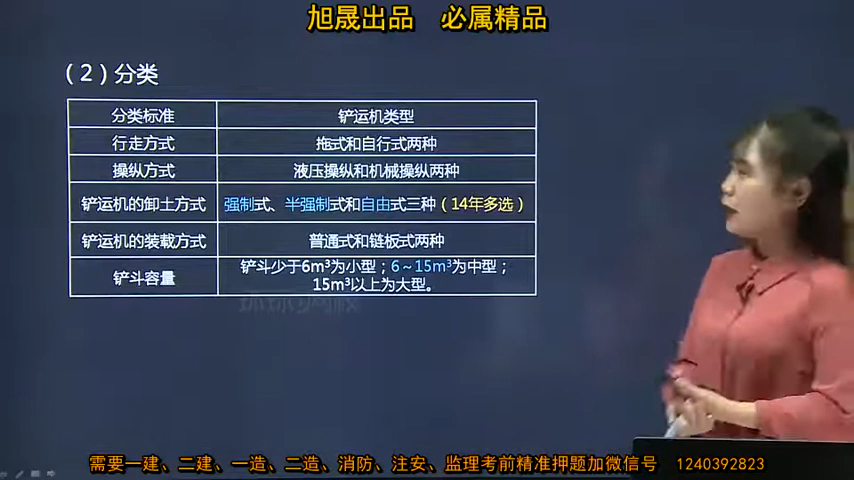 旭晟出品 必属精品
（2）分类
分类标准 铲运机类型
行走方式 拖式和自行式两种
操纵方式 液压操纵和机械操纵两种
铲运机的卸土方式 强制式、半强制式和自由式三种（14年多选）
铲运机的装载方式 普通式和链板式两种
铲斗容量 铲斗少于6m³为小型；6～15m³为中型；
15m³以上为大型。
需要一建、二建、一造、二造、消防、注安、监理考前精准押题加微信号 1240392823